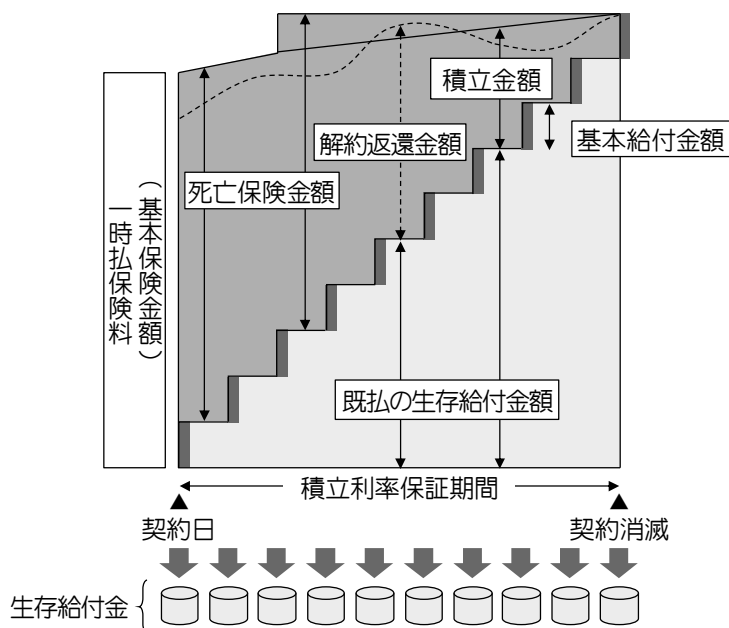 積立金額
基本給付金額
解約返還金額
死亡保険金額
一時払保険料
（基本保険金額）
既払の生存給付金額
積立利率保証期間
契約日
契約消滅
生存給付金